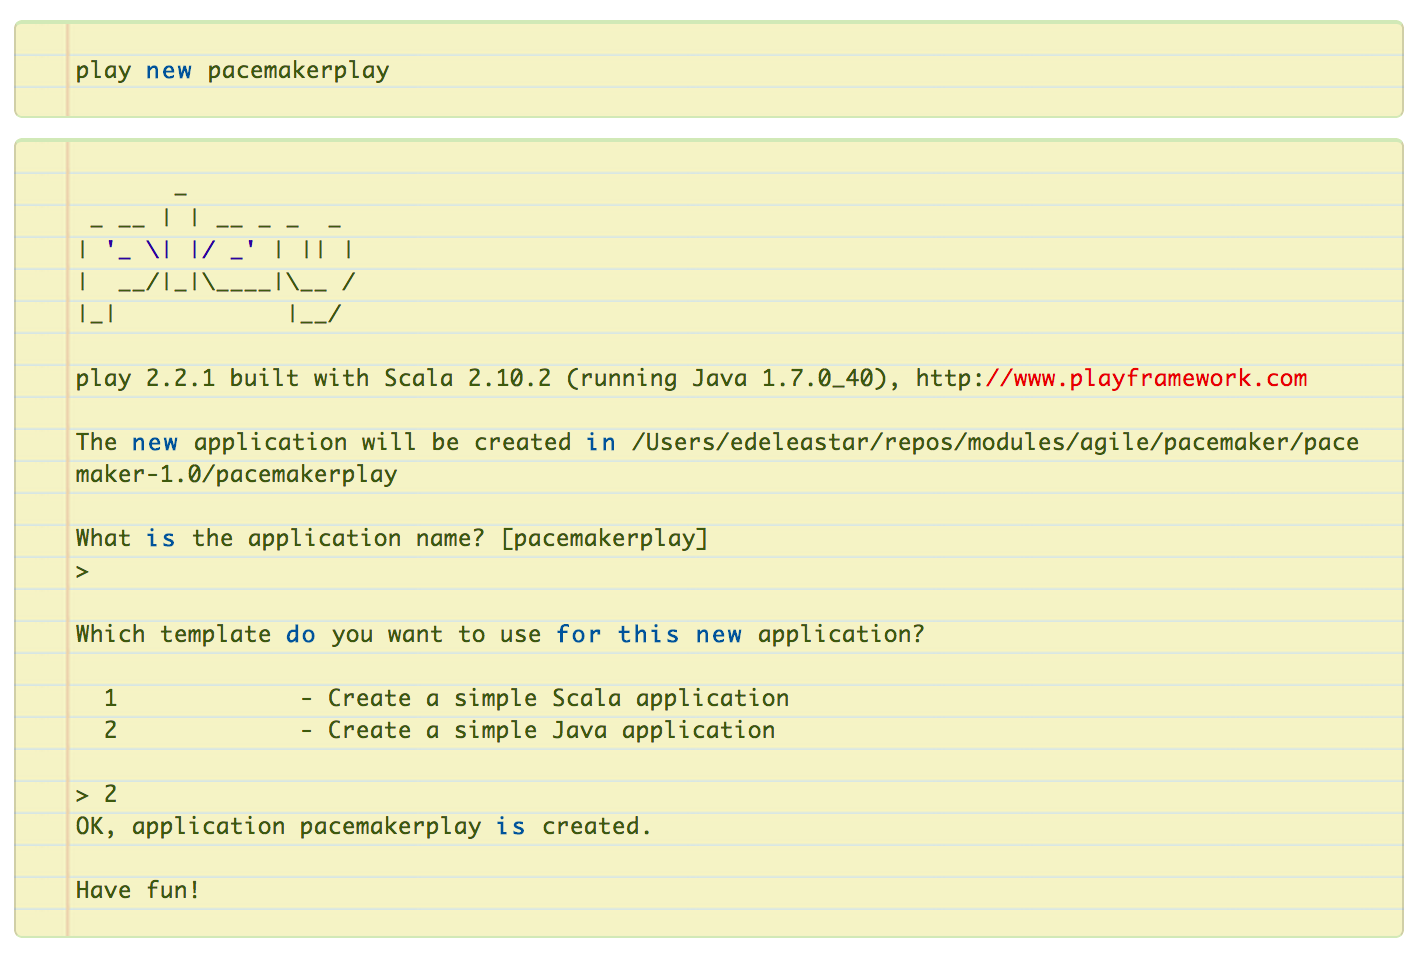 play new pacemakerplay
       _
 _ __ | | __ _ _  _
| '_ \| |/ _' | || |
|  __/|_|\____|\__ /
|_|            |__/
play 2.2.1 built with Scala 2.10.2 (running Java 1.7.0_40), http://www.playframework.com
The new application will be created in /Users/edeleastar/repos/modules/agile/pacemaker/pace
maker-1.0/pacemakerplay
What is the application name? [pacemakerplay]
>
Which template do you want to use for this new application?
  1             - Create a simple Scala application
  2             - Create a simple Java application
> 2
OK, application pacemakerplay is created.
Have fun!